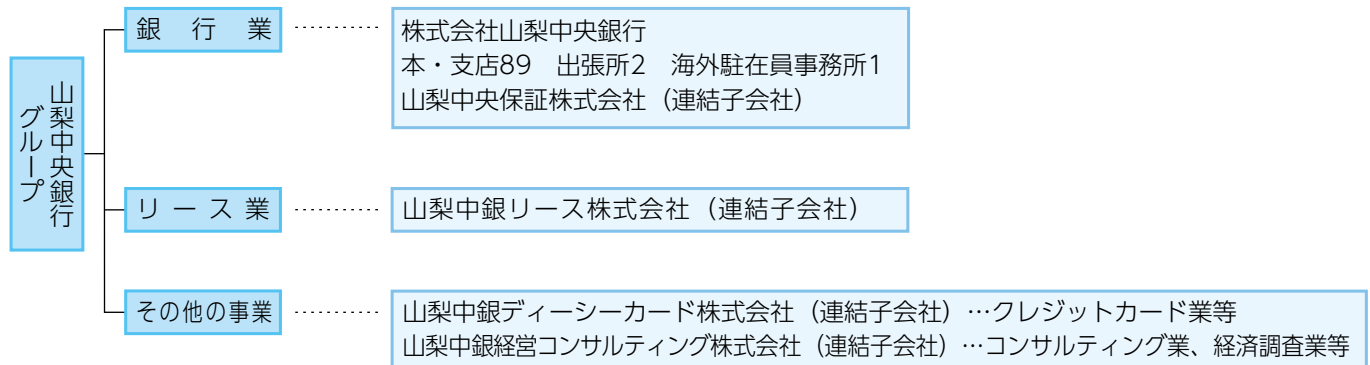 山梨中央銀行
グループ
銀行業
株式会社山梨中央銀行
本・支店89　出張所2　海外駐在員事務所1
山梨中央保証株式会社（連結子会社）
リース業
山梨中銀リース株式会社（連結子会社）
その他の事業
山梨中銀ディーシーカード株式会社（連結子会社）…クレジットカード業等
山梨中銀経営コンサルティング株式会社（連結子会社）…コンサルティング業、経済調査業等